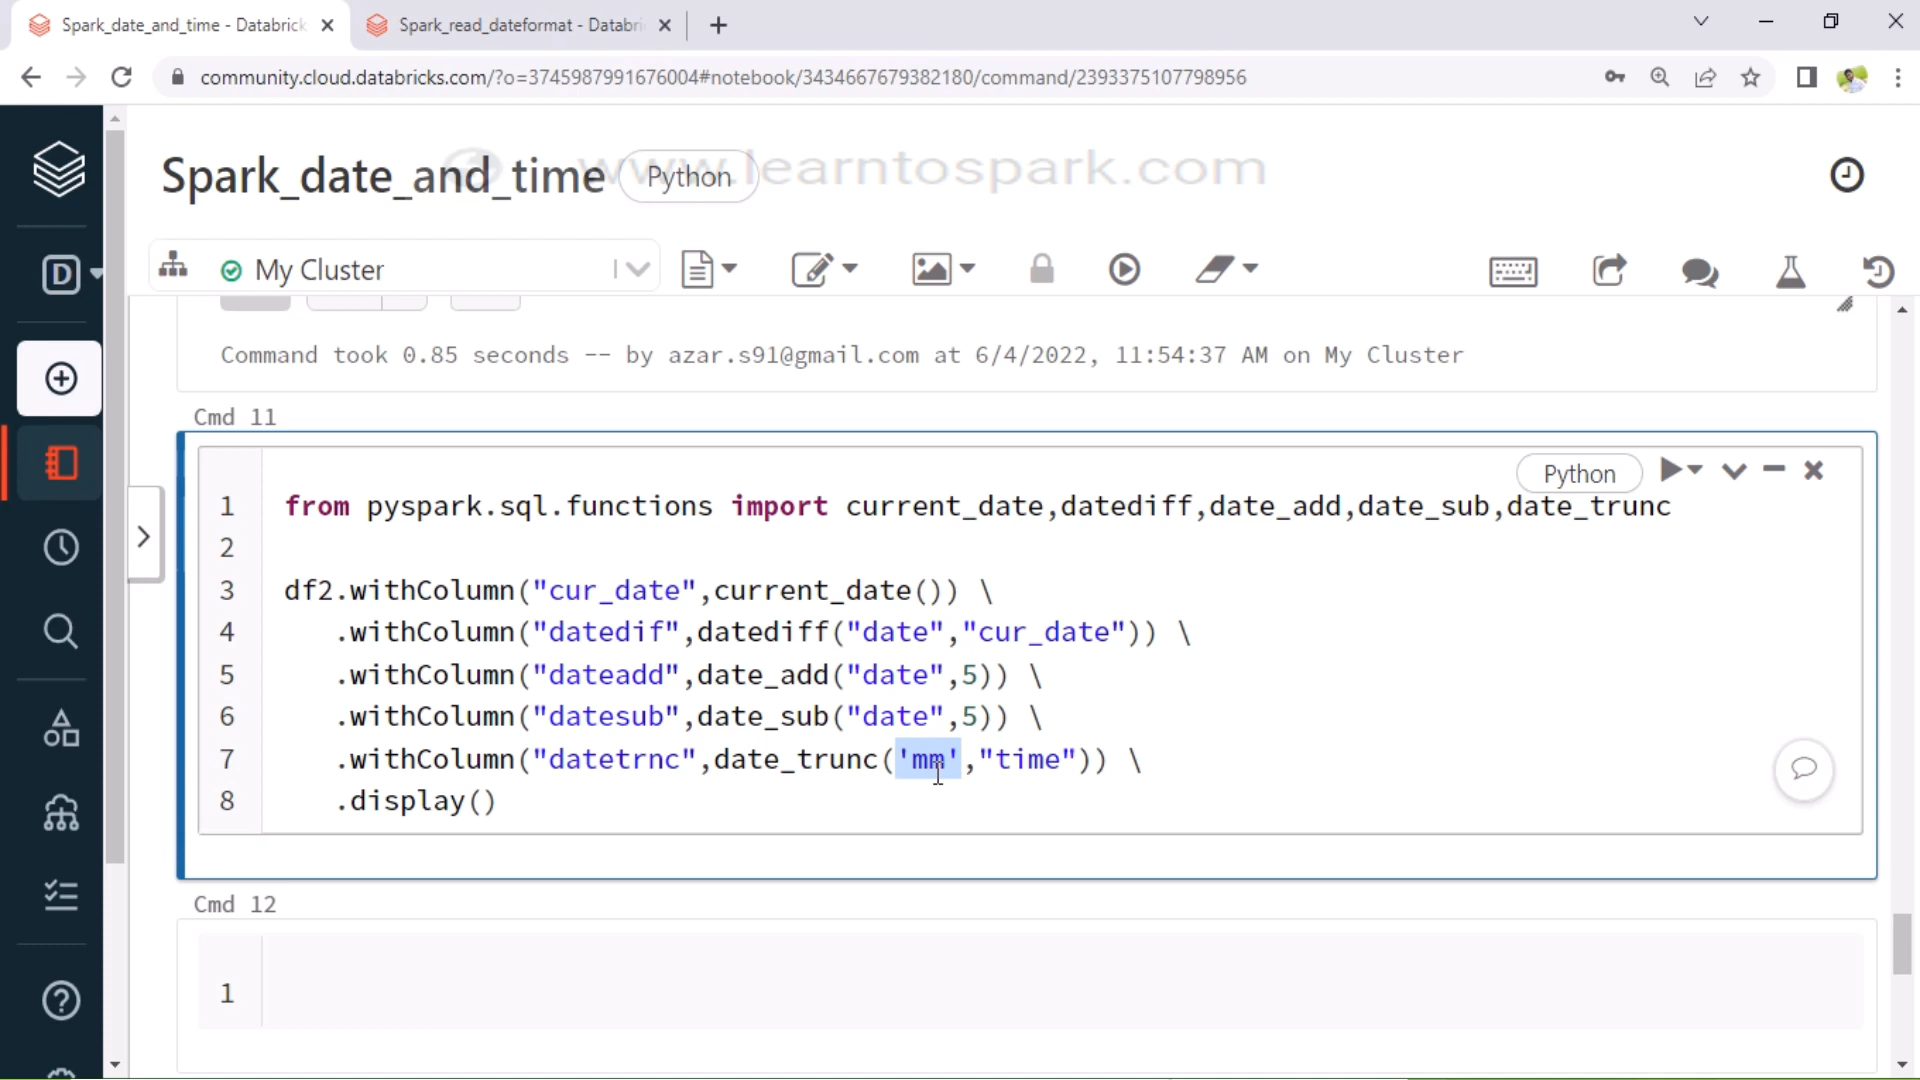 Spark_date_and_time - Databrick
Spark_read_dateformat - Databri
community.cloud.databricks.com/?o=3745987991676004#notebook/3434667679382180/command/2393375107798956
www.learntospark.com
Spark_date_and_time Python
D
My Cluster
Command took 0.85 seconds -- by azar.s91@gmail.com at 6/4/2022, 11:54:37 AM on My Cluster
Cmd 11
Python
1 from pyspark.sql.functions import current_date,datediff,date_add,date_sub,date_trunc
2
3 df2.withColumn("cur_date",current_date()) \
4 .withColumn("datedif",datediff("date","cur_date")) \
5 .withColumn("dateadd",date_add("date",5)) \
6 .withColumn("datesub",date_sub("date",5)) \
7 .withColumn("datetrnc",date_trunc('mm',"time")) \
8 .display()
Cmd 12
1